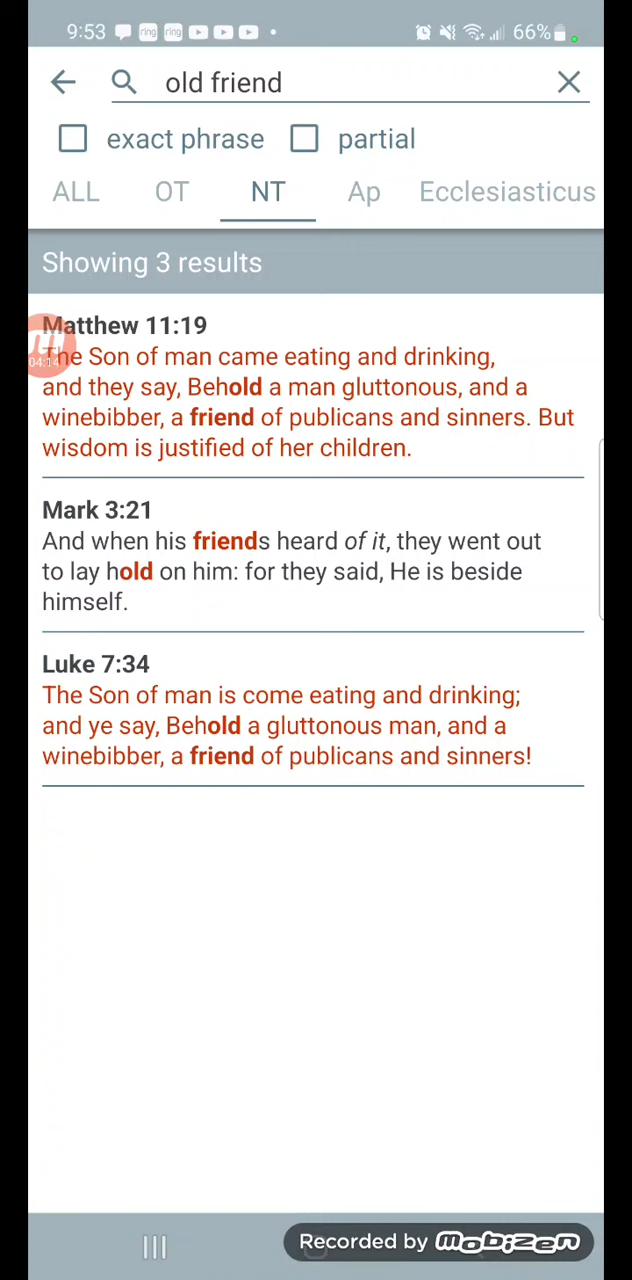 9:53 ring ring 66%
old friend
exact phrase partial
ALL OT NT Ap Ecclesiasticus
Showing 3 results
Matthew 11:19
The Son of man came eating and drinking,
and they say, Behold a man gluttonous, and a
winebibber, a friend of publicans and sinners. But
wisdom is justified of her children.
04:14
Mark 3:21
And when his friends heard of it, they went out
to lay hold on him: for they said, He is beside
himself.
Luke 7:34
The Son of man is come eating and drinking;
and ye say, Behold a gluttonous man, and a
winebibber, a friend of publicans and sinners!
Recorded by mobizen